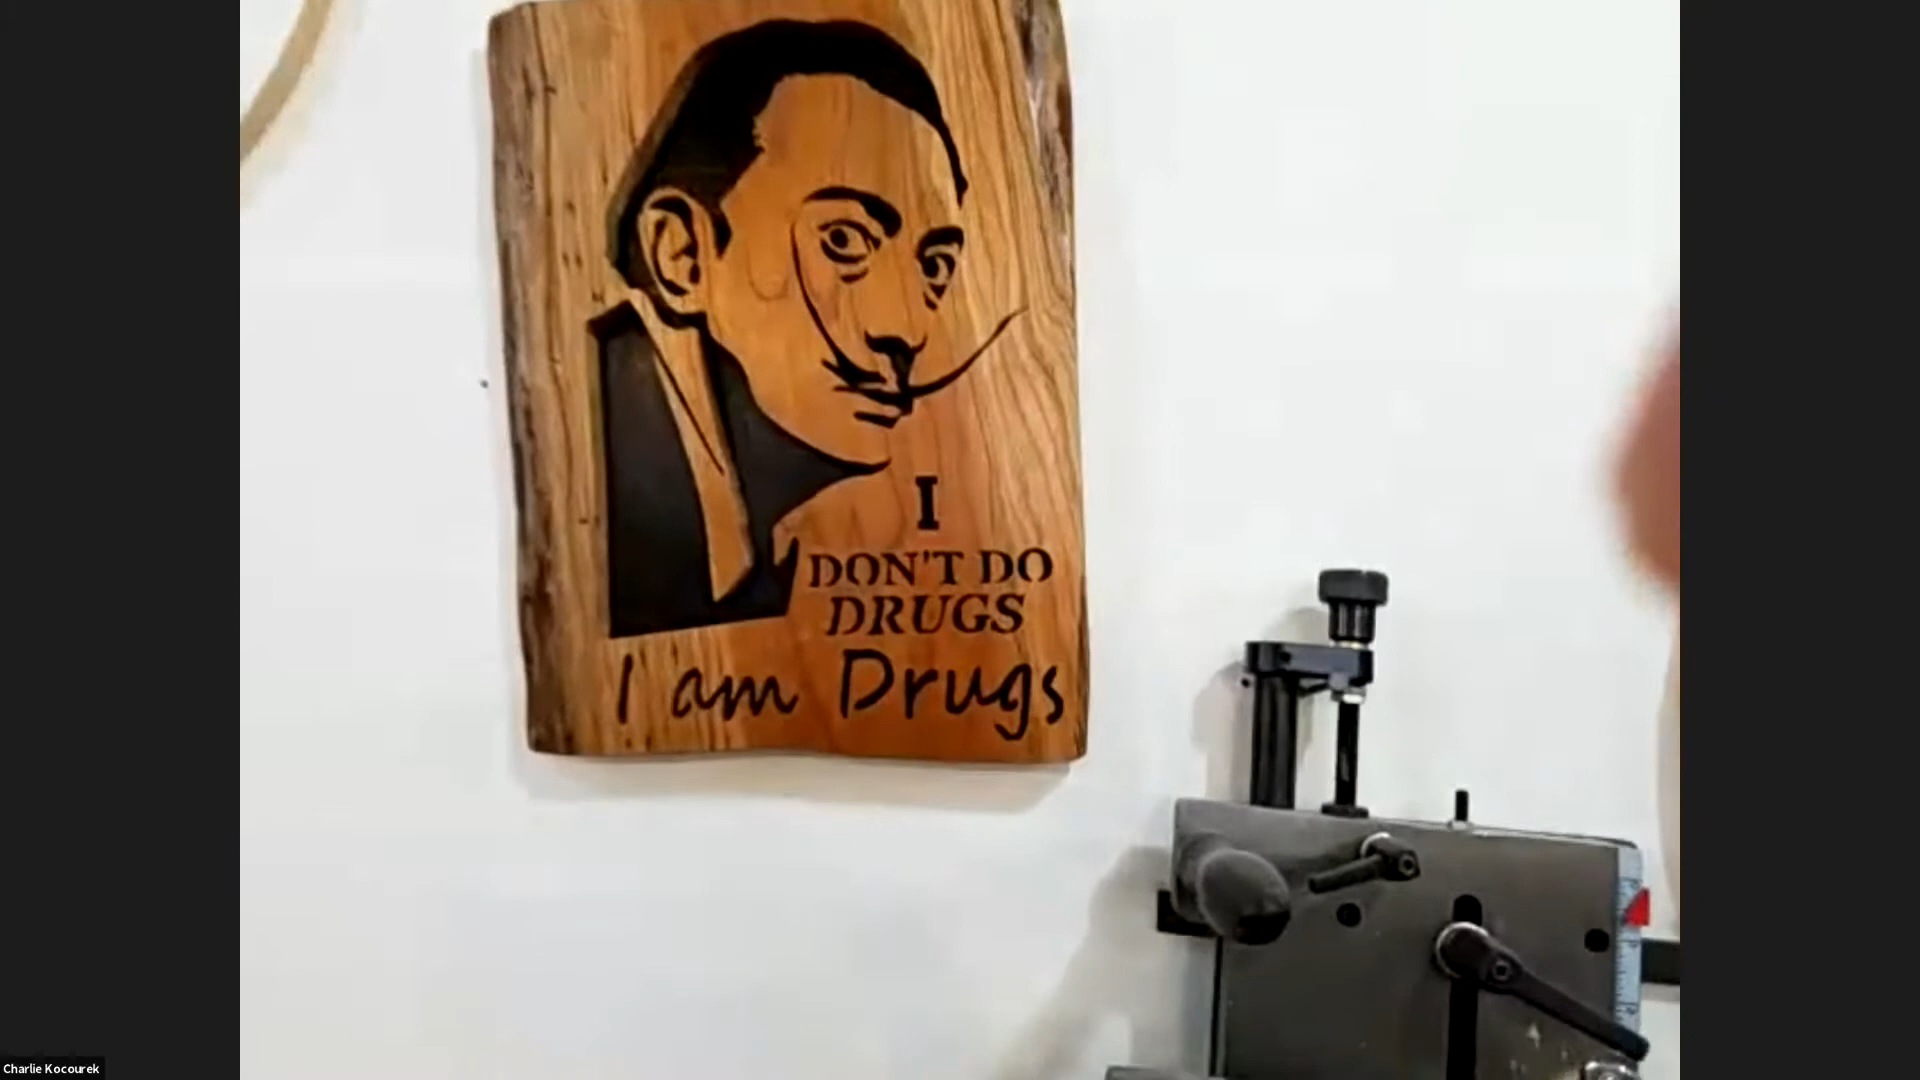 I
DON'T DO
DRUGS
I am Drugs
Charlie Kocourek